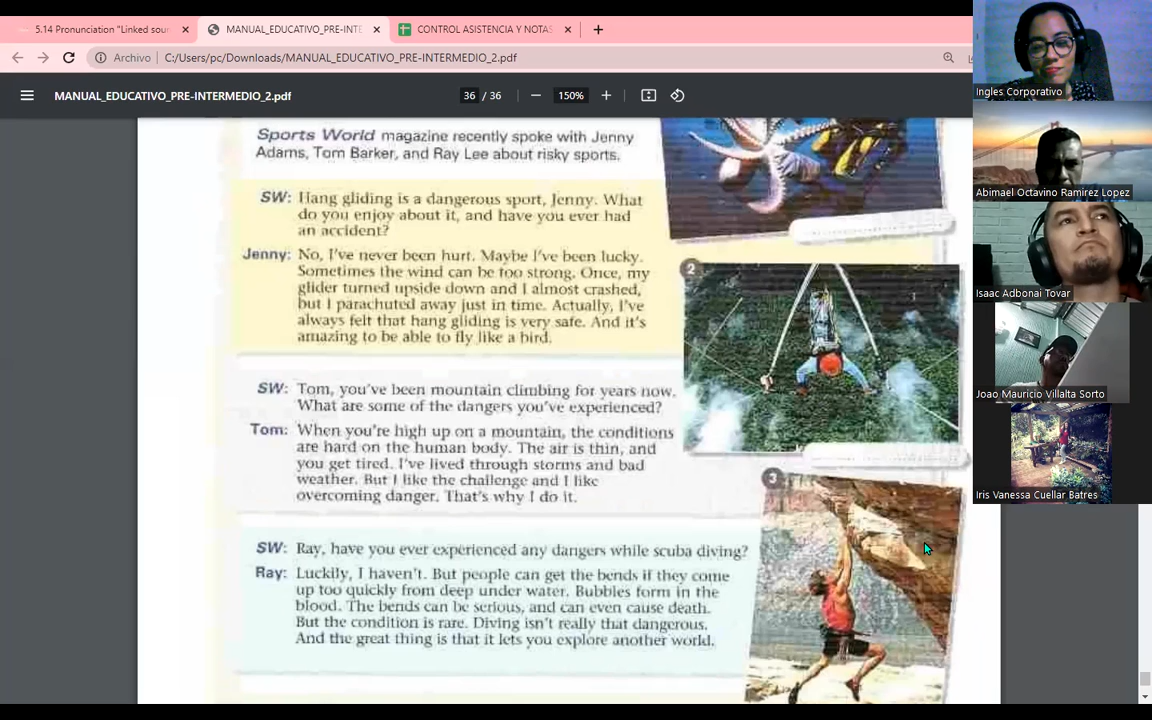 5.14 Pronunciation "Linked soun
MANUAL_EDUCATIVO_PRE-INTE
CONTROL ASISTENCIA Y NOTAS
Archivo
C:/Users/pc/Downloads/MANUAL_EDUCATIVO_PRE-INTERMEDIO_2.pdf
MANUAL_EDUCATIVO_PRE-INTERMEDIO_2.pdf
36 / 36
150%
Sports World magazine recently spoke with Jenny
Adams, Tom Barker, and Ray Lee about risky sports.
SW: Hang gliding is a dangerous sport, Jenny. What
do you enjoy about it, and have you ever had
an accident?
Jenny: No, I've never been hurt. Maybe I've been lucky.
Sometimes the wind can be too strong. Once, my
glider turned upside down and I almost crashed,
but I parachuted away just in time. Actually, I've
always felt that hang gliding is very safe. And it's
amazing to be able to fly like a bird.
SW: Tom, you've been mountain climbing for years now.
What are some of the dangers you've experienced?
Tom: When you're high up on a mountain, the conditions
are hard on the human body. The air is thin, and
you get tired. I've lived through storms and bad
weather. But I like the challenge and I like
overcoming danger. That's why I do it.
SW: Ray, have you ever experienced any dangers while scuba diving?
Ray: Luckily, I haven't. But people can get the bends if they come
up too quickly from deep under water. Bubbles form in the
blood. The bends can be serious, and can even cause death.
But the condition is rare. Diving isn't really that dangerous.
And the great thing is that it lets you explore another world.
2
3
Ingles Corporativo
Abimael Octavino Ramirez Lopez
Isaac Adbonai Tovar
Joao Mauricio Villalta Sorto
Iris Vanessa Cuellar Batres